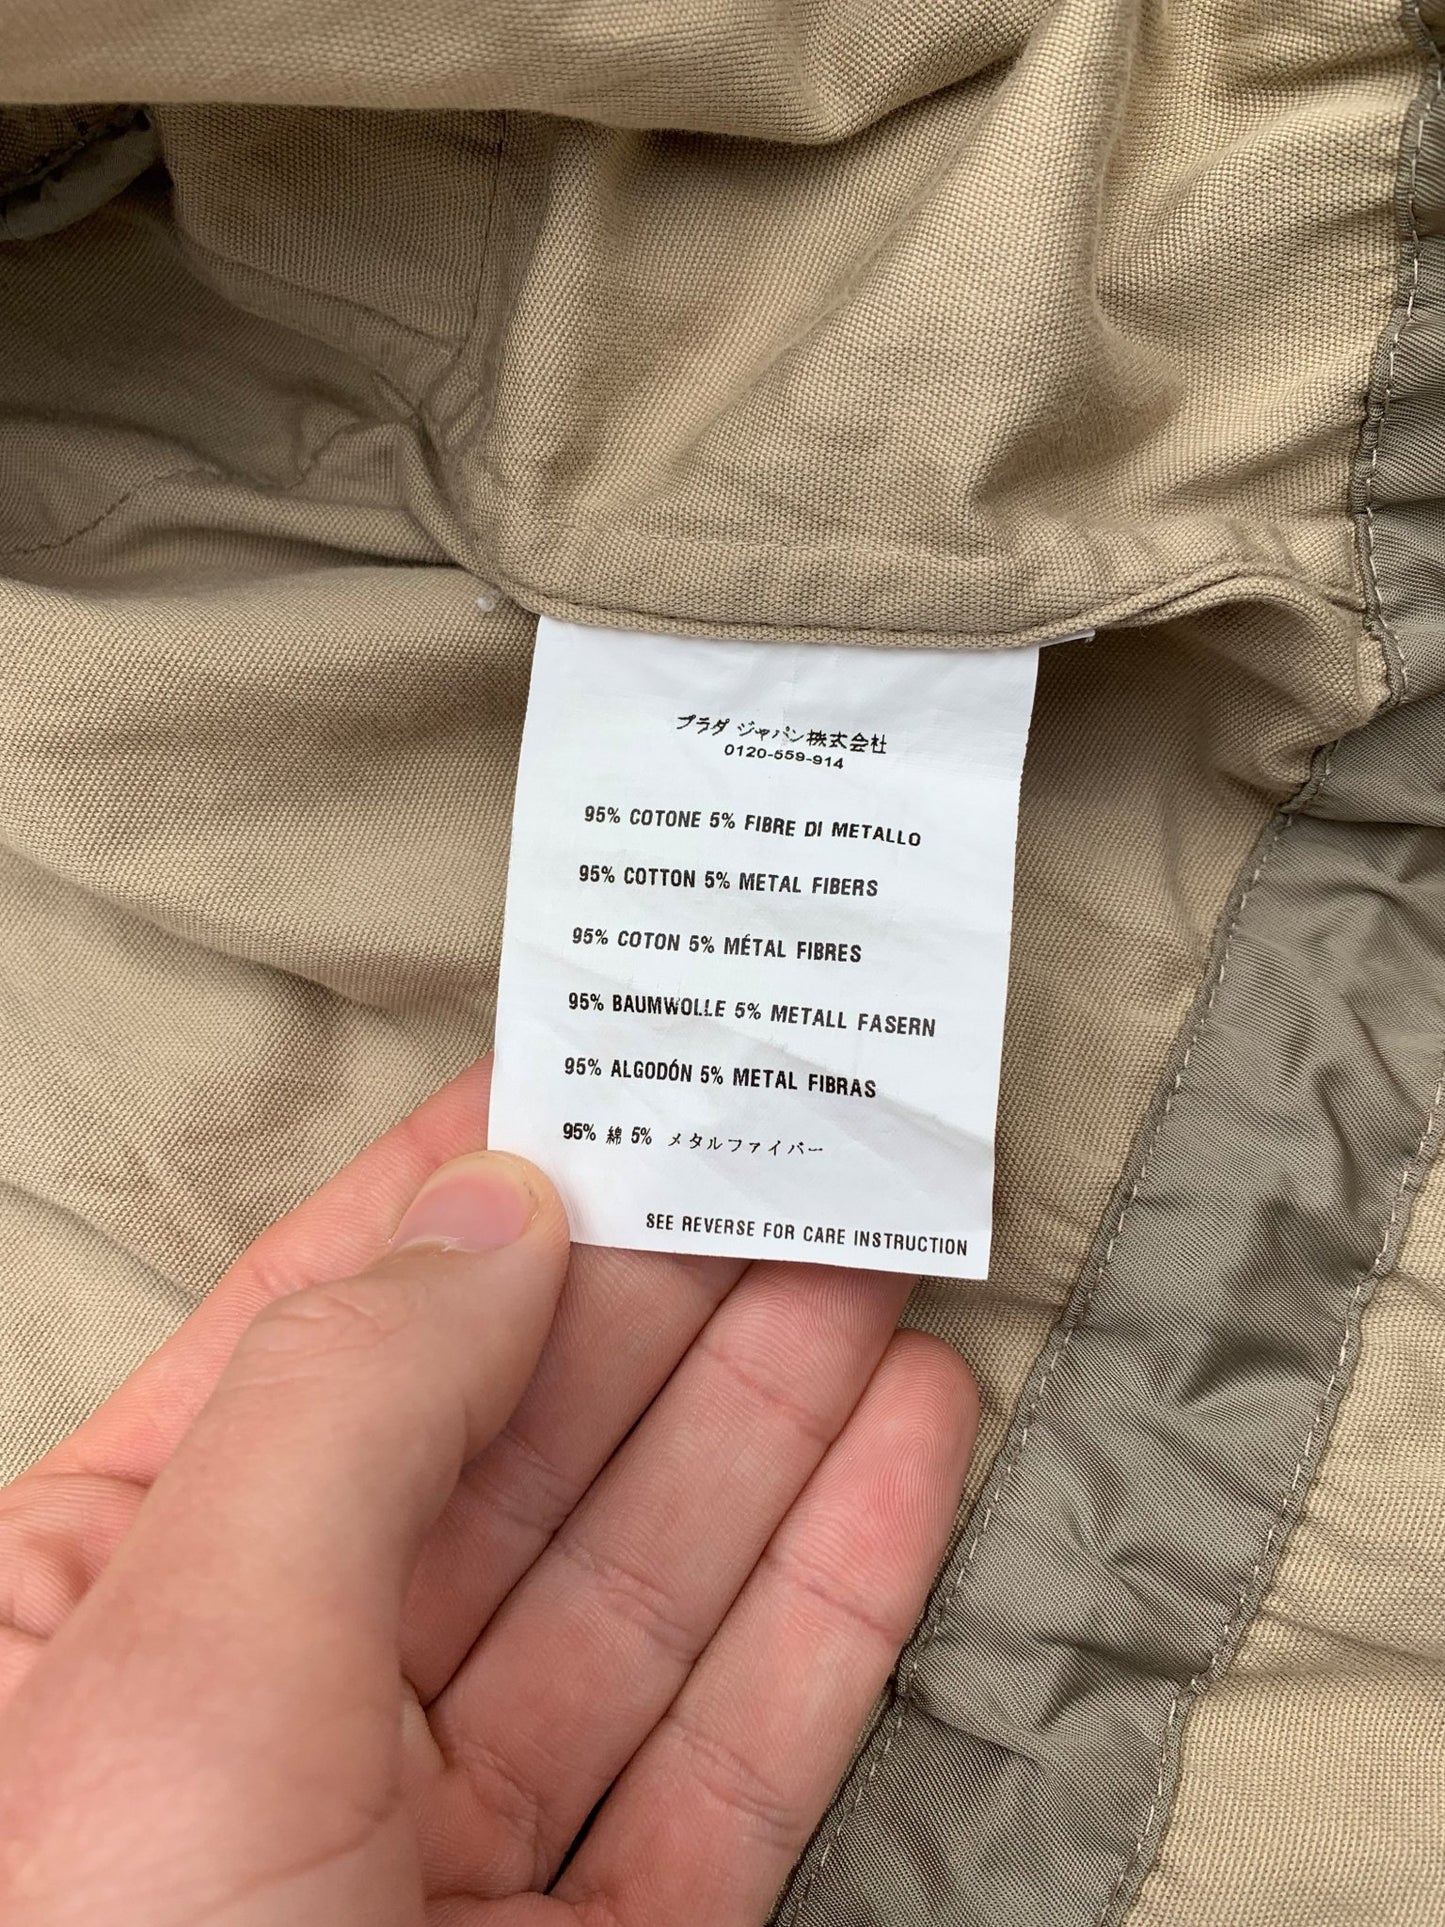 プラダ ジャパン株式会社
0120-559-914
95% COTONE 5% FIBRE DI METALLO
95% COTTON 5% METAL FIBERS
95% COTON 5% MÉTAL FIBRES
95% BAUMWOLLE 5% METALL FASERN
95% ALGODÓN 5% METAL FIBRAS
95% 綿 5% メタルファイバー
SEE REVERSE FOR CARE INSTRUCTION